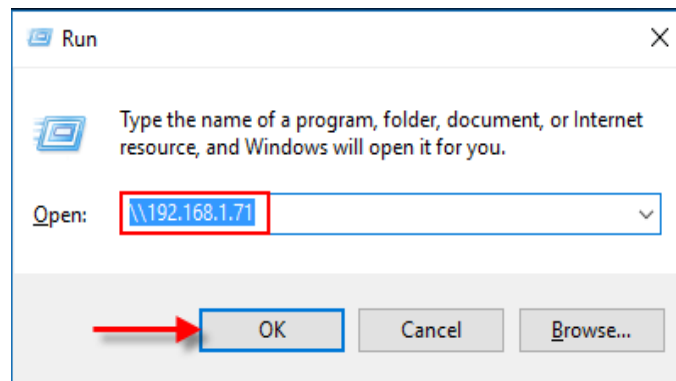 Run
Type the name of a program, folder, document, or Internet
resource, and Windows will open it for you.
Open:
\\192.168.1.71
OK
Cancel
Browse...